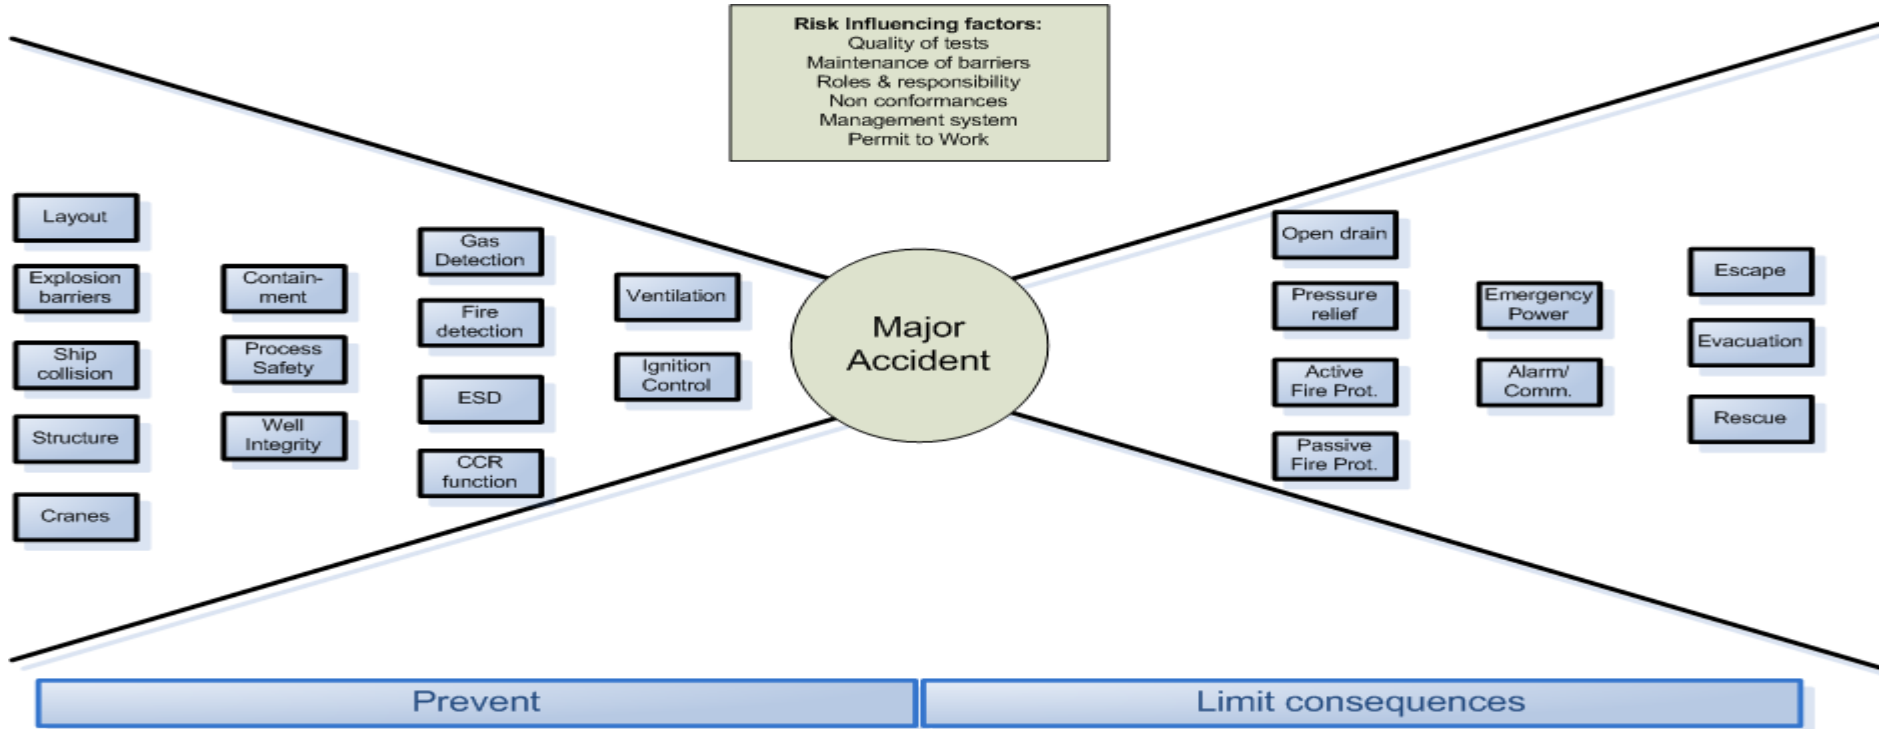 Risk Influencing factors:
Quality of tests
Maintenance of barriers
Roles & responsibility
Non conformances
Management system
Permit to Work
Layout
Explosion
barriers
Ship
collision
Structure
Cranes
Contain-
ment
Process
Safety
Well
Integrity
Gas
Detection
Fire
detection
ESD
CCR
function
Ventilation
Ignition
Control
Major
Accident
Open drain
Pressure
relief
Active
Fire Prot.
Passive
Fire Prot.
Emergency
Power
Alarm/
Comm.
Escape
Evacuation
Rescue
Prevent
Limit consequences